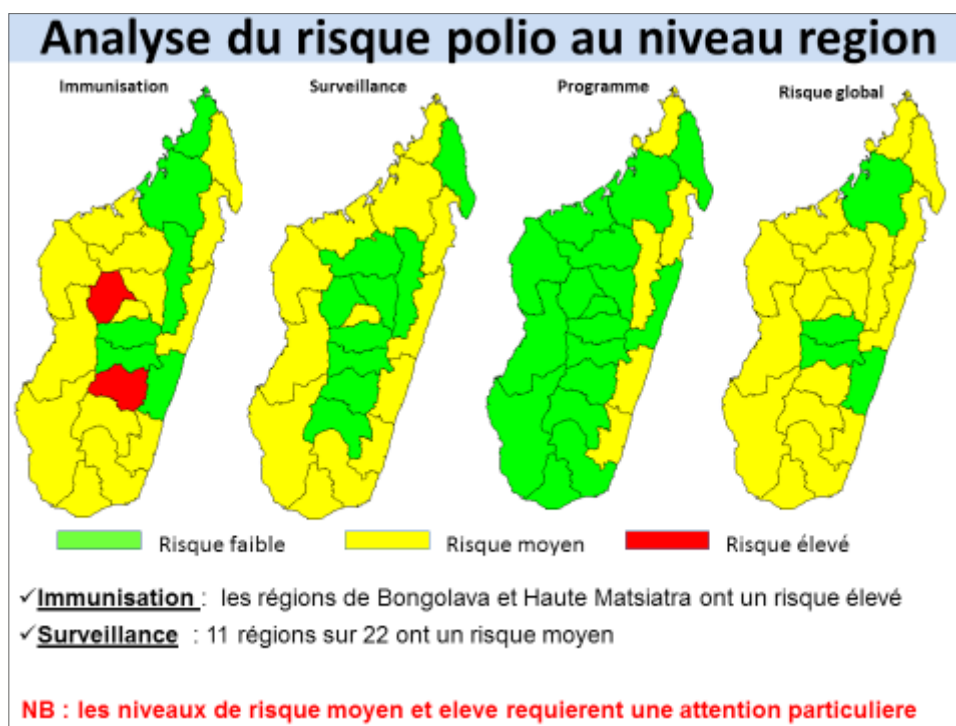 Analyse du risque polio au niveau region
Immunisation
Surveillance
Programme
Risque global
Risque faible
Risque moyen
Risque élevé
✓Immunisation : les régions de Bongolava et Haute Matsiatra ont un risque élevé
✓Surveillance : 11 régions sur 22 ont un risque moyen
NB : les niveaux de risque moyen et eleve requierent une attention particuliere